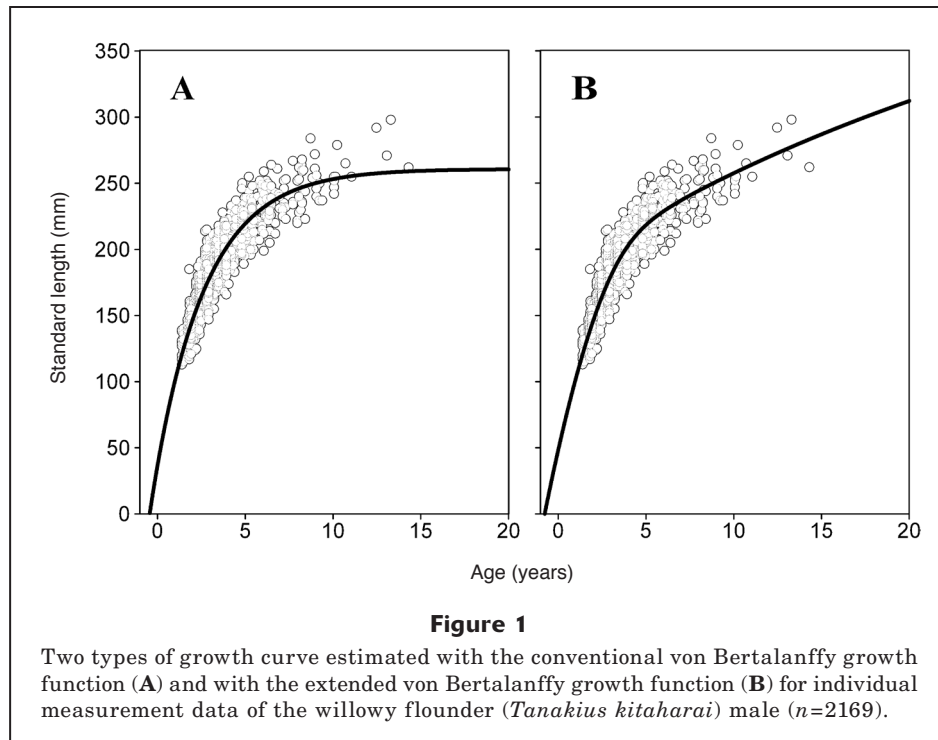 350
300
250
200
150
100
50
0
Standard length (mm)
A
B
0 5 10 15 20
0 5 10 15 20
Age (years)
Figure 1
Two types of growth curve estimated with the conventional von Bertalanffy growth
function (A) and with the extended von Bertalanffy growth function (B) for individual
measurement data of the willowy flounder (Tanakius kitaharai) male (n=2169).